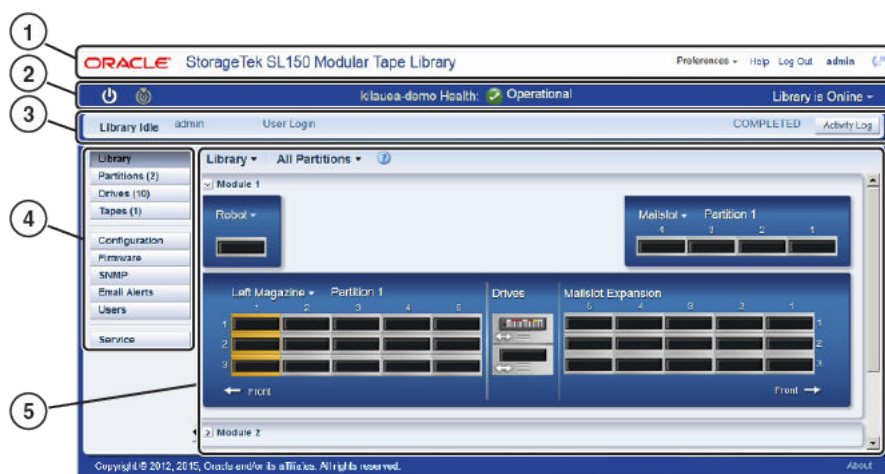 1
ORACLE StorageTek SL150 Modular Tape Library Preferences Help Log Out admin
2
kilauea-demo Health: Operational Library is Online
3
Library Idle admin User Login COMPLETED Activity Log
4
Library
Partitions (2)
Drives (10)
Tapes (1)
Configuration
Firmware
SNMP
Email Alerts
Users
Service
5
Library All Partitions ?
Module 1
Robot
Mailslot Partition 1
4 3 2 1
Left Magazine Partition 1 Drives Mailslot Expansion
1 2 3 4 5 5 4 3 2 1
1 1
2 2
3 3
← Front Front →
Module 2
Copyright © 2012, 2015, Oracle and/or its affiliates. All rights reserved. About